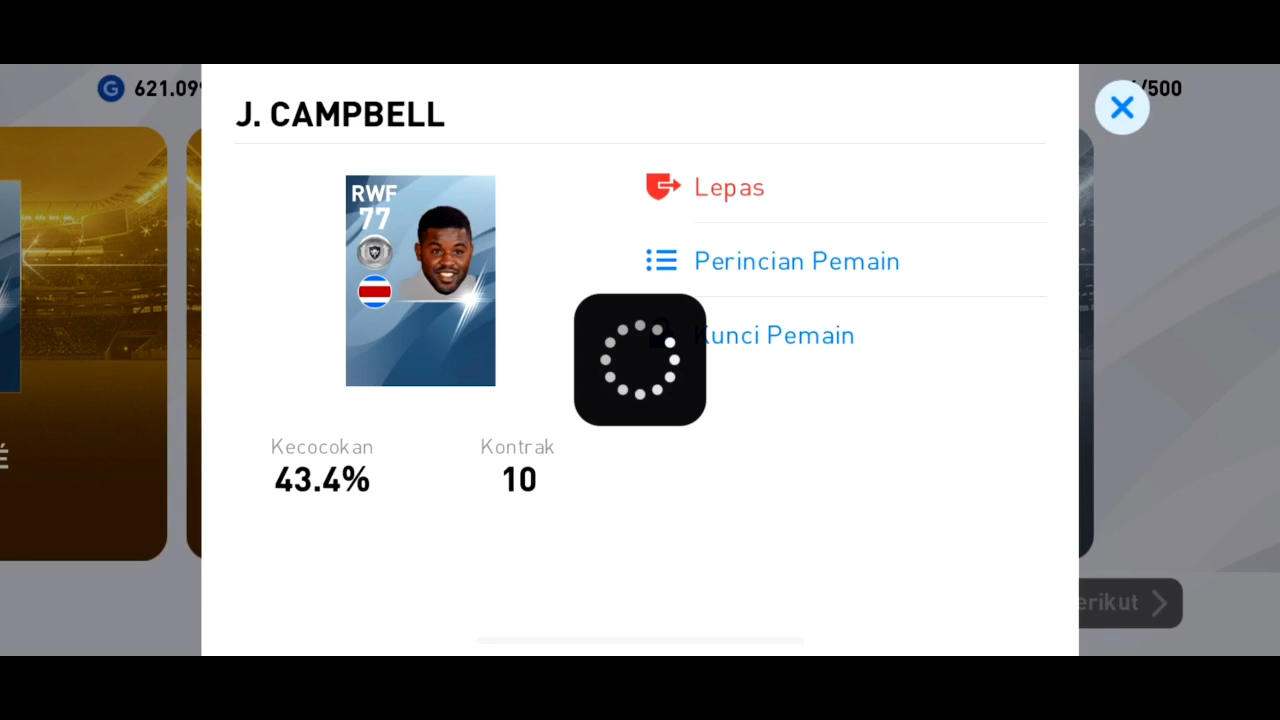 G 621.09
/500
J. CAMPBELL
RWF
77
Lepas
Perincian Pemain
Kunci Pemain
Kecocokan
43.4%
Kontrak
10
É
erikut